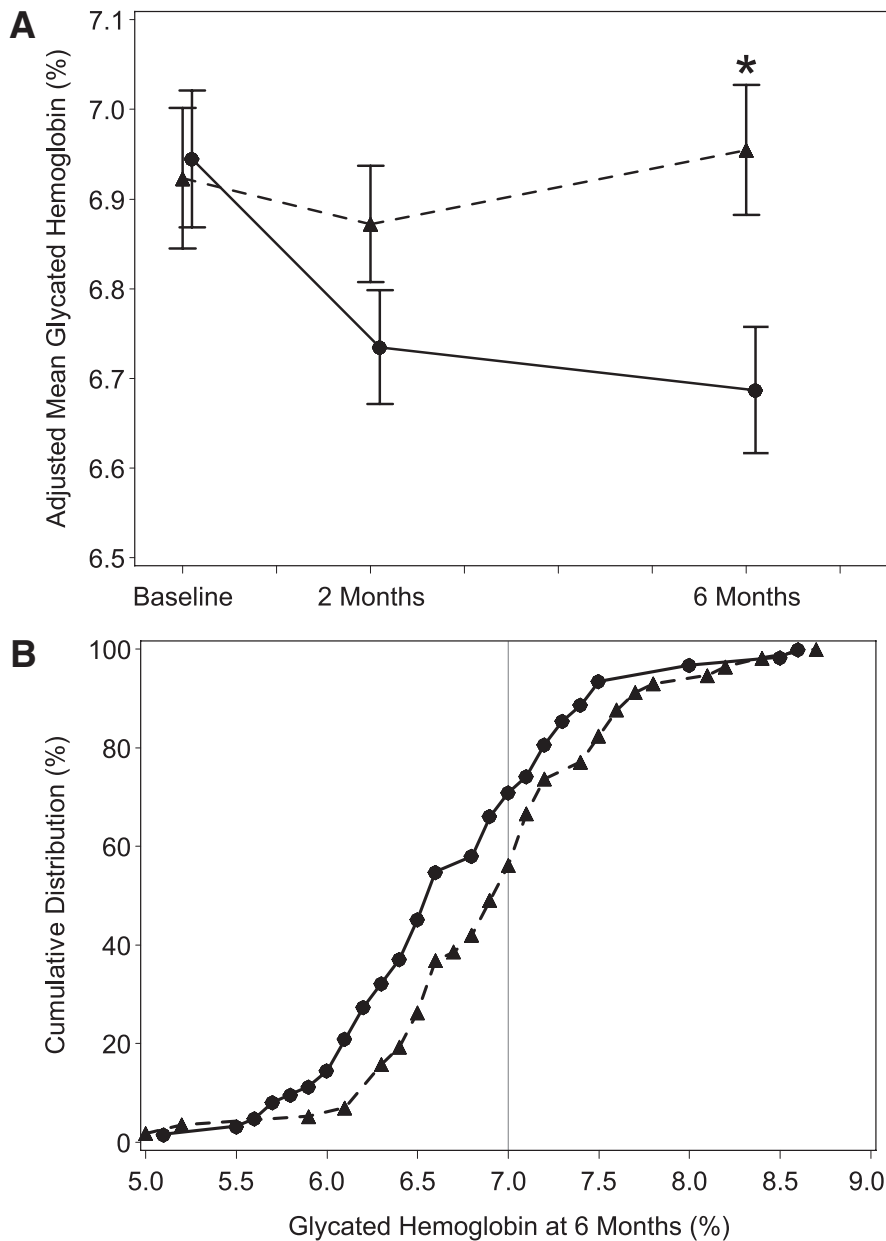 A
Adjusted Mean Glycated Hemoglobin (%)
7.1
7.0
6.9
6.8
6.7
6.6
6.5
*
Baseline 2 Months 6 Months
B
Cumulative Distribution (%)
100
80
60
40
20
0
5.0 5.5 6.0 6.5 7.0 7.5 8.0 8.5 9.0
Glycated Hemoglobin at 6 Months (%)